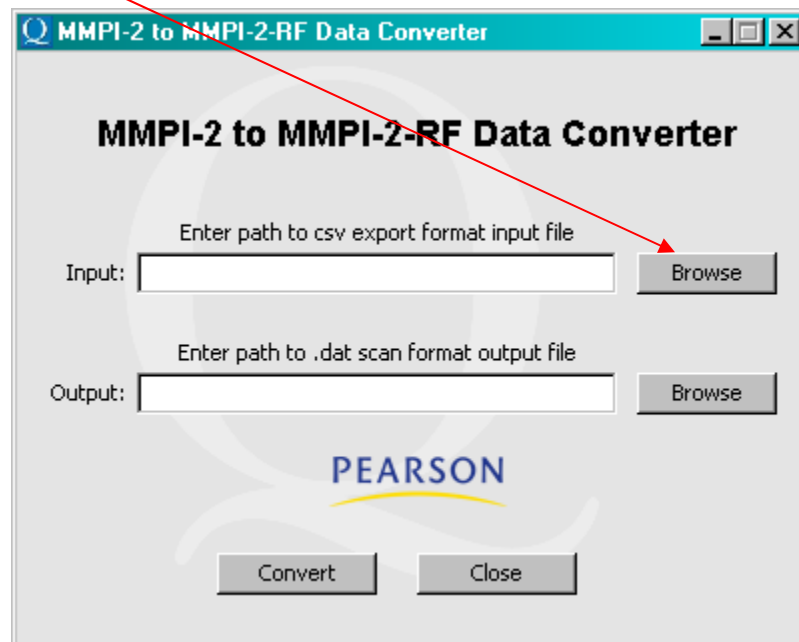 Q MMPI-2 to MMPI-2-RF Data Converter
MMPI-2 to MMPI-2-RF Data Converter
Enter path to csv export format input file
Input: Browse
Enter path to .dat scan format output file
Output: Browse
PEARSON
Convert Close